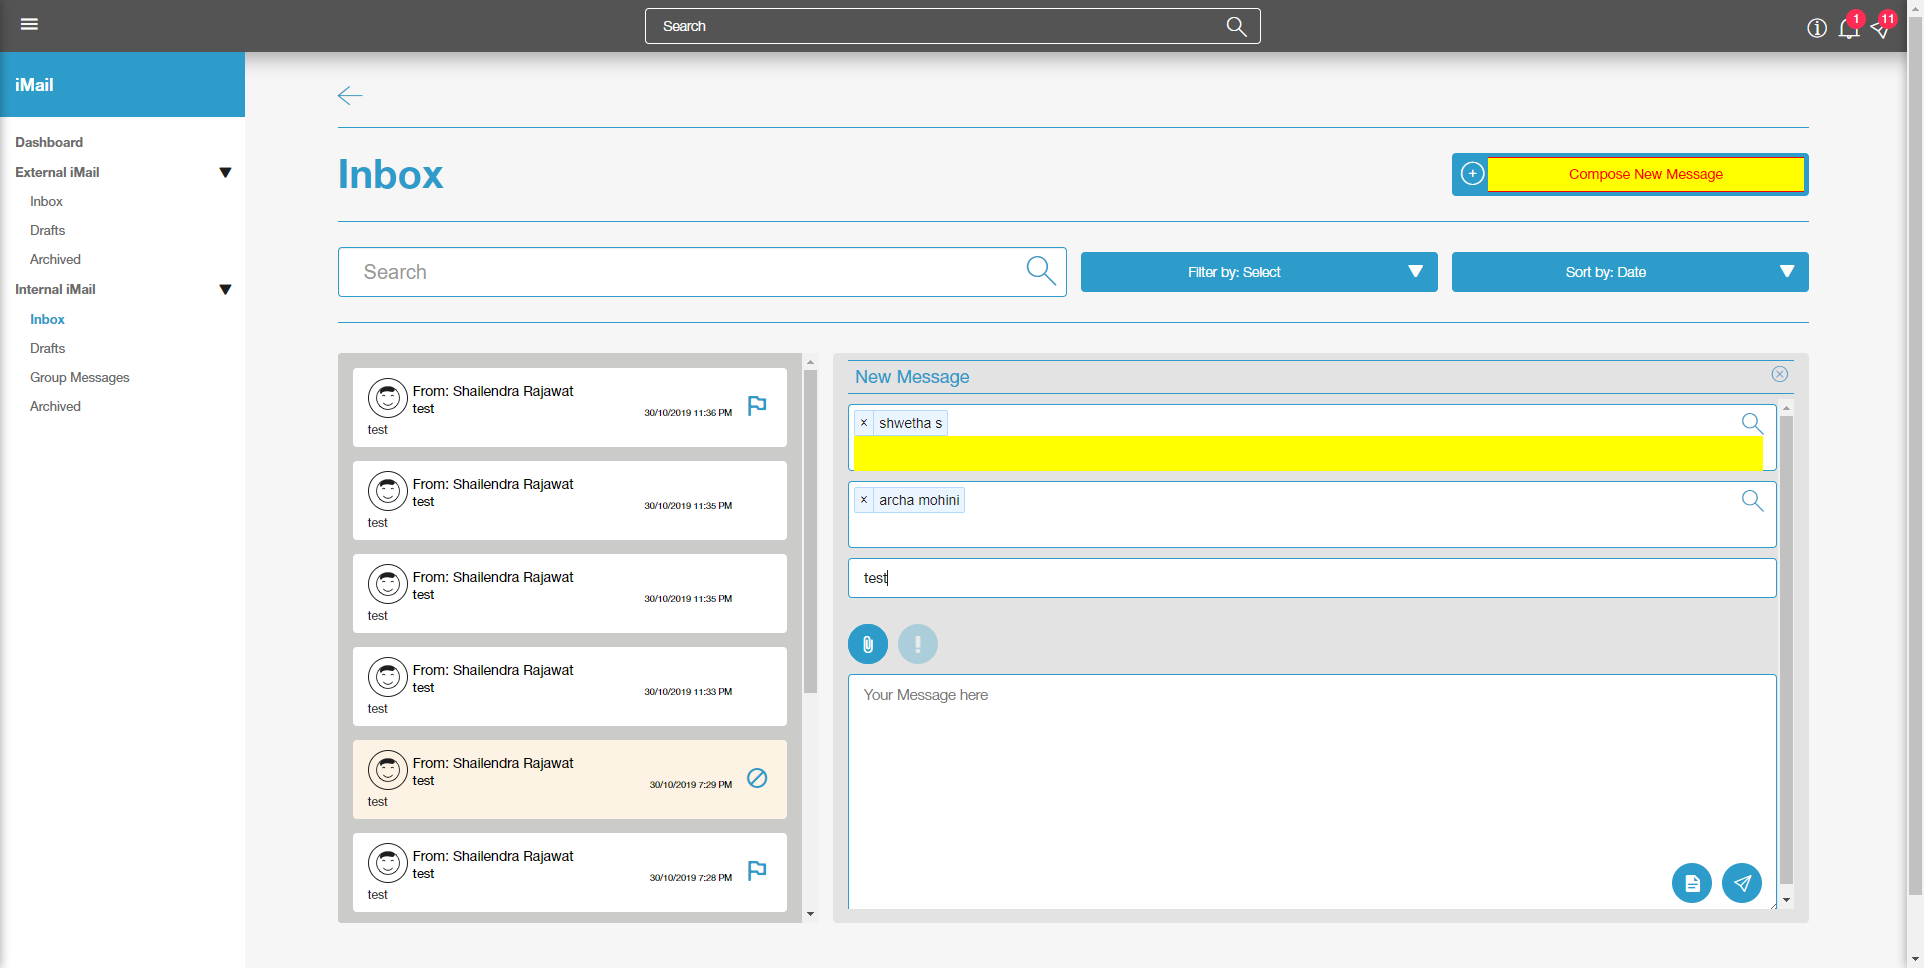 Search
1
11
iMail
Dashboard
External iMail
Inbox
Drafts
Archived
Internal iMail
Inbox
Drafts
Group Messages
Archived
Inbox
Compose New Message
Search
Filter by: Select
Sort by: Date
From: Shailendra Rajawat
test
30/10/2019 11:36 PM
test
From: Shailendra Rajawat
test
30/10/2019 11:35 PM
test
From: Shailendra Rajawat
test
30/10/2019 11:35 PM
test
From: Shailendra Rajawat
test
30/10/2019 11:33 PM
test
From: Shailendra Rajawat
test
30/10/2019 7:29 PM
test
From: Shailendra Rajawat
test
30/10/2019 7:28 PM
test
New Message
× shwetha s
× archa mohini
test
Your Message here